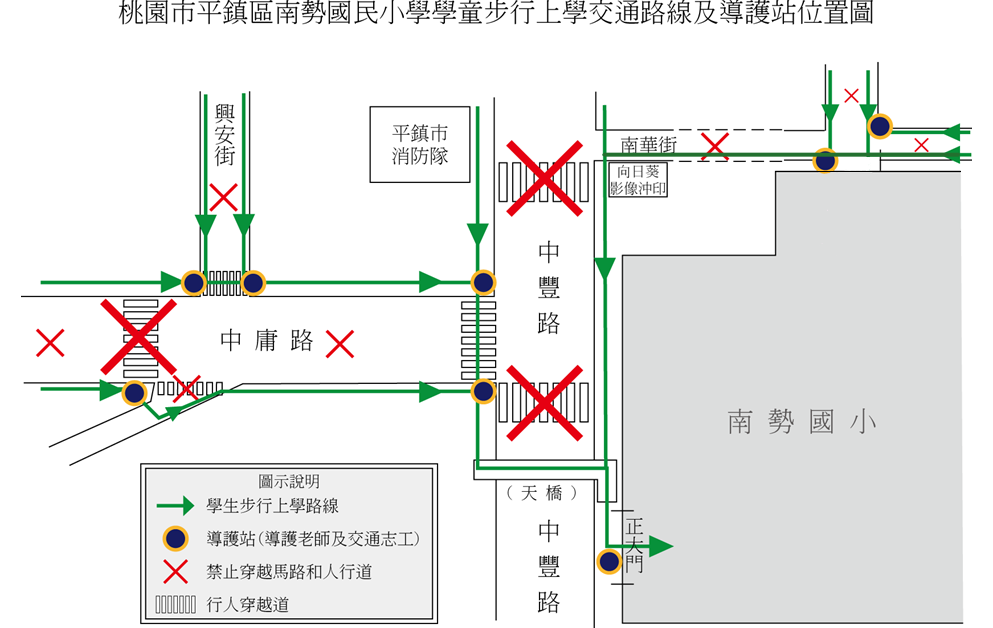 桃園市平鎮區南勢國民小學學童步行上學交通路線及導護站位置圖
興安街
平鎮市
消防隊
南華街
向日葵
影像沖印
中豐路
中庸路
南勢國小
（天橋）
中豐路
正大門
圖示說明
學生步行上學路線
導護站(導護老師及交通志工)
禁止穿越馬路和人行道
行人穿越道